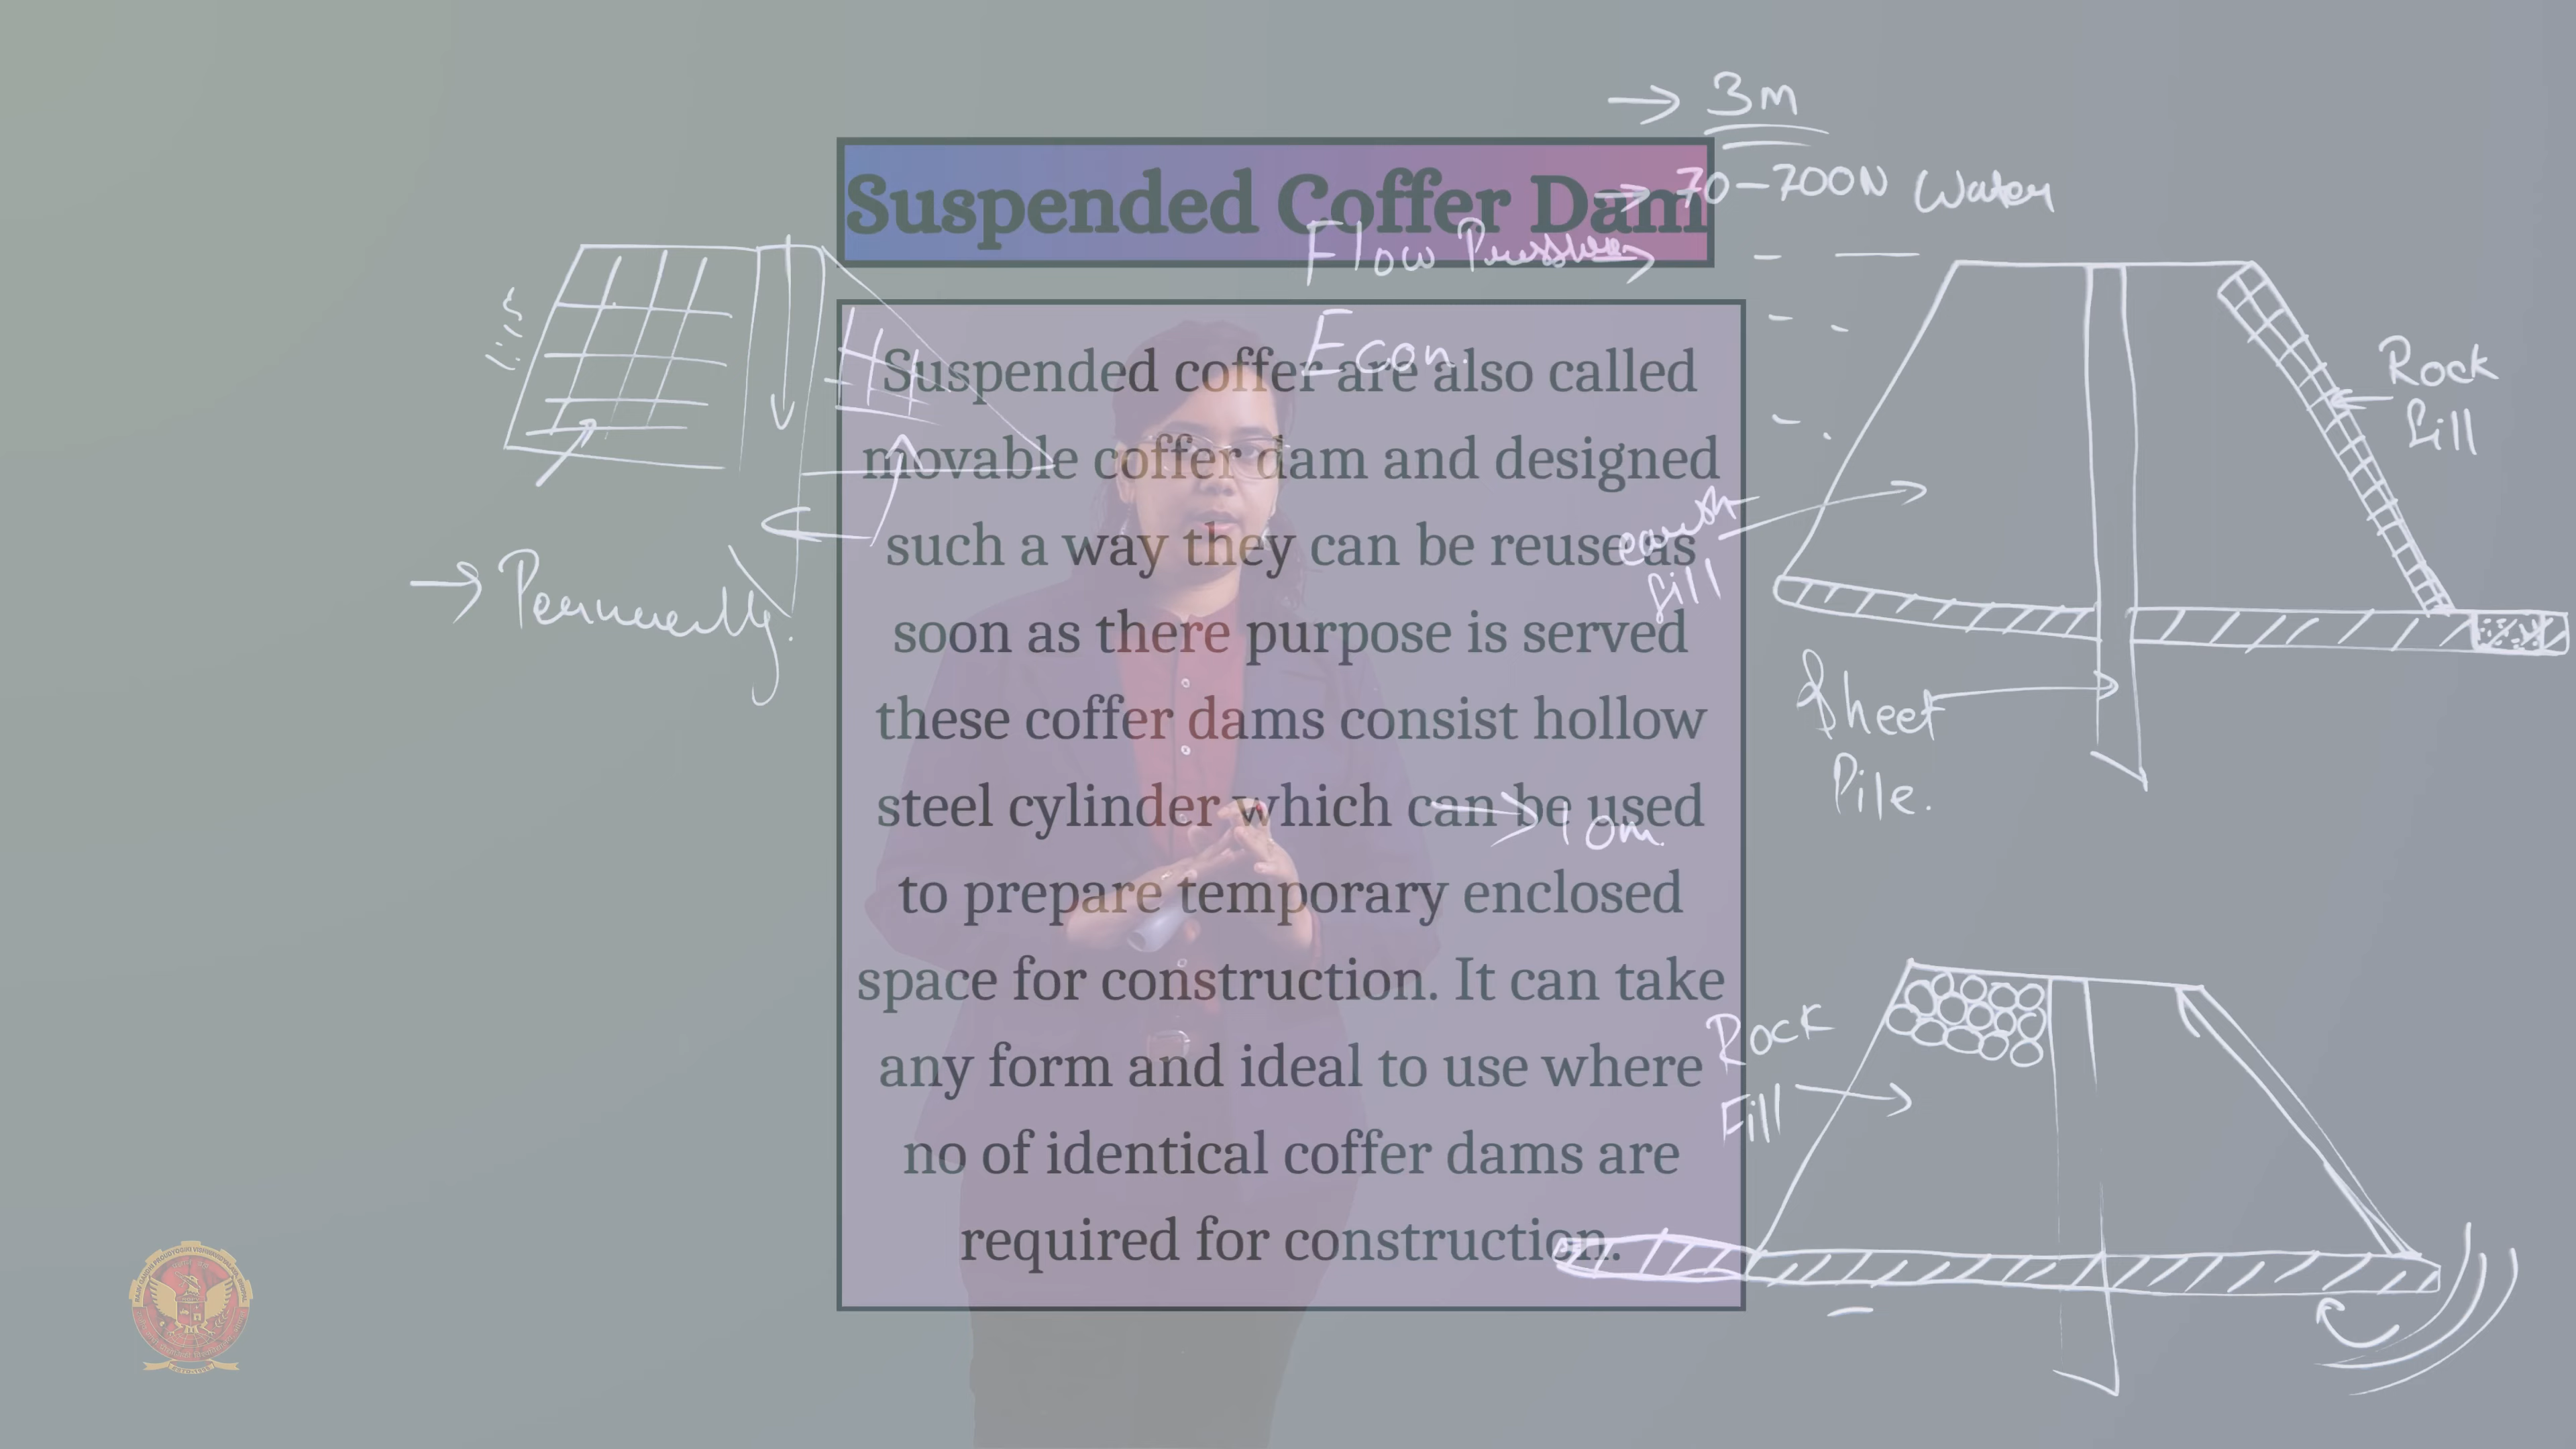 → 3m
Suspended Coffer Dam
→ 70-700N Water
Flow Pressure →
Econ.
Suspended coffer are also called
movable coffer dam and designed
such a way they can be reuse as
soon as there purpose is served
these coffer dams consist hollow
steel cylinder which can be used
to prepare temporary enclosed
space for construction. It can take
any form and ideal to use where
no of identical coffer dams are
required for construction.
Rock
fill
earth
fill
Sheet
Pile.
→ 10m
Rock
Fill